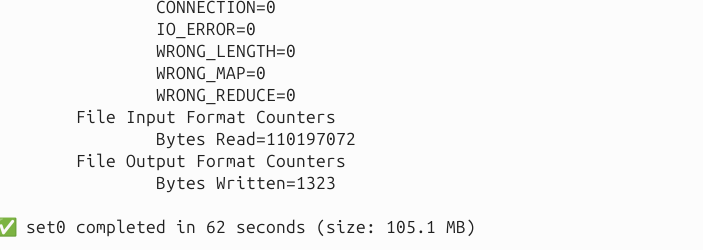 CONNECTION=0
IO_ERROR=0
WRONG_LENGTH=0
WRONG_MAP=0
WRONG_REDUCE=0
File Input Format Counters
Bytes Read=110197072
File Output Format Counters
Bytes Written=1323
✅ set0 completed in 62 seconds (size: 105.1 MB)